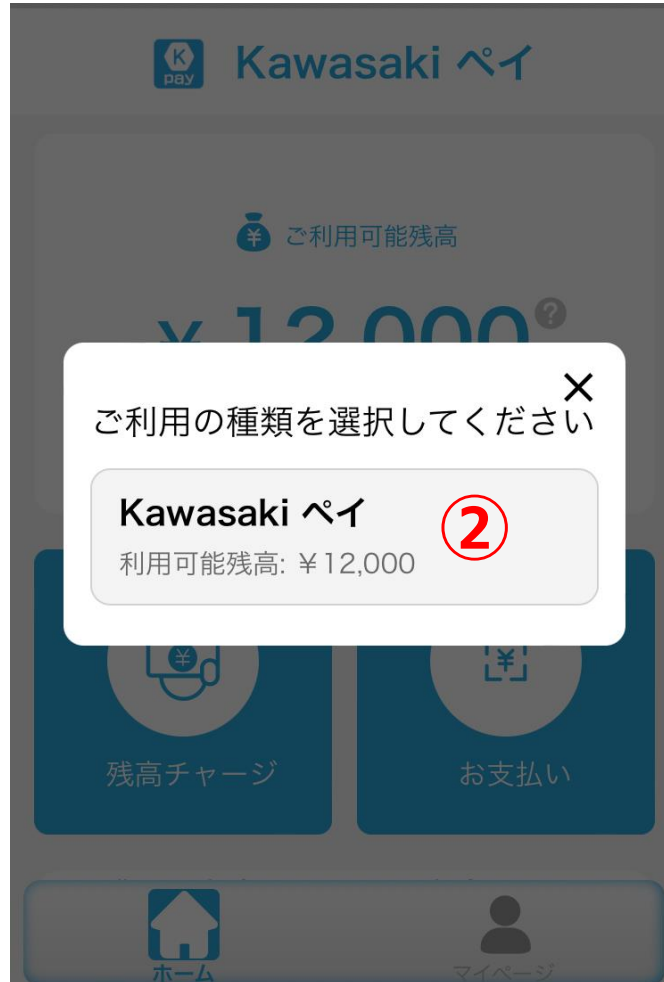 K
pay
Kawasaki ペイ
¥ ご利用可能残高
¥ 12,000 ?
×
ご利用の種類を選択してください
Kawasaki ペイ
②
利用可能残高: ¥12,000
¥
¥
残高チャージ
お支払い
ホーム
マイページ